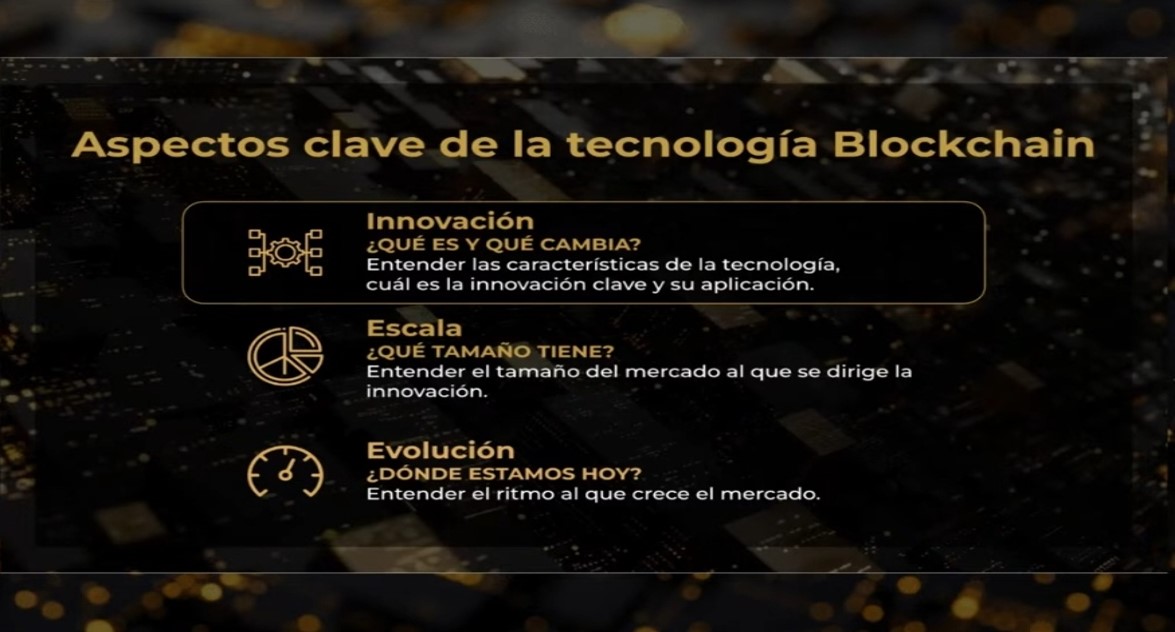 Aspectos clave de la tecnología Blockchain
Innovación
¿QUÉ ES Y QUÉ CAMBIA?
Entender las características de la tecnología,
cuál es la innovación clave y su aplicación.
Escala
¿QUÉ TAMAÑO TIENE?
Entender el tamaño del mercado al que se dirige la
innovación.
Evolución
¿DÓNDE ESTAMOS HOY?
Entender el ritmo al que crece el mercado.